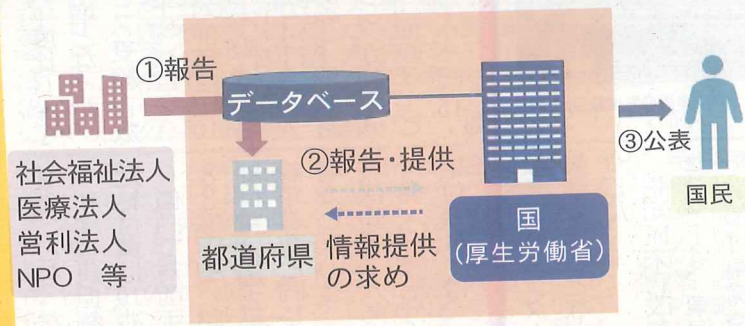 ①報告
データベース
社会福祉法人
医療法人
営利法人
NPO 等
都道府県
②報告・提供
情報提供
の求め
国
(厚生労働省)
③公表
国民